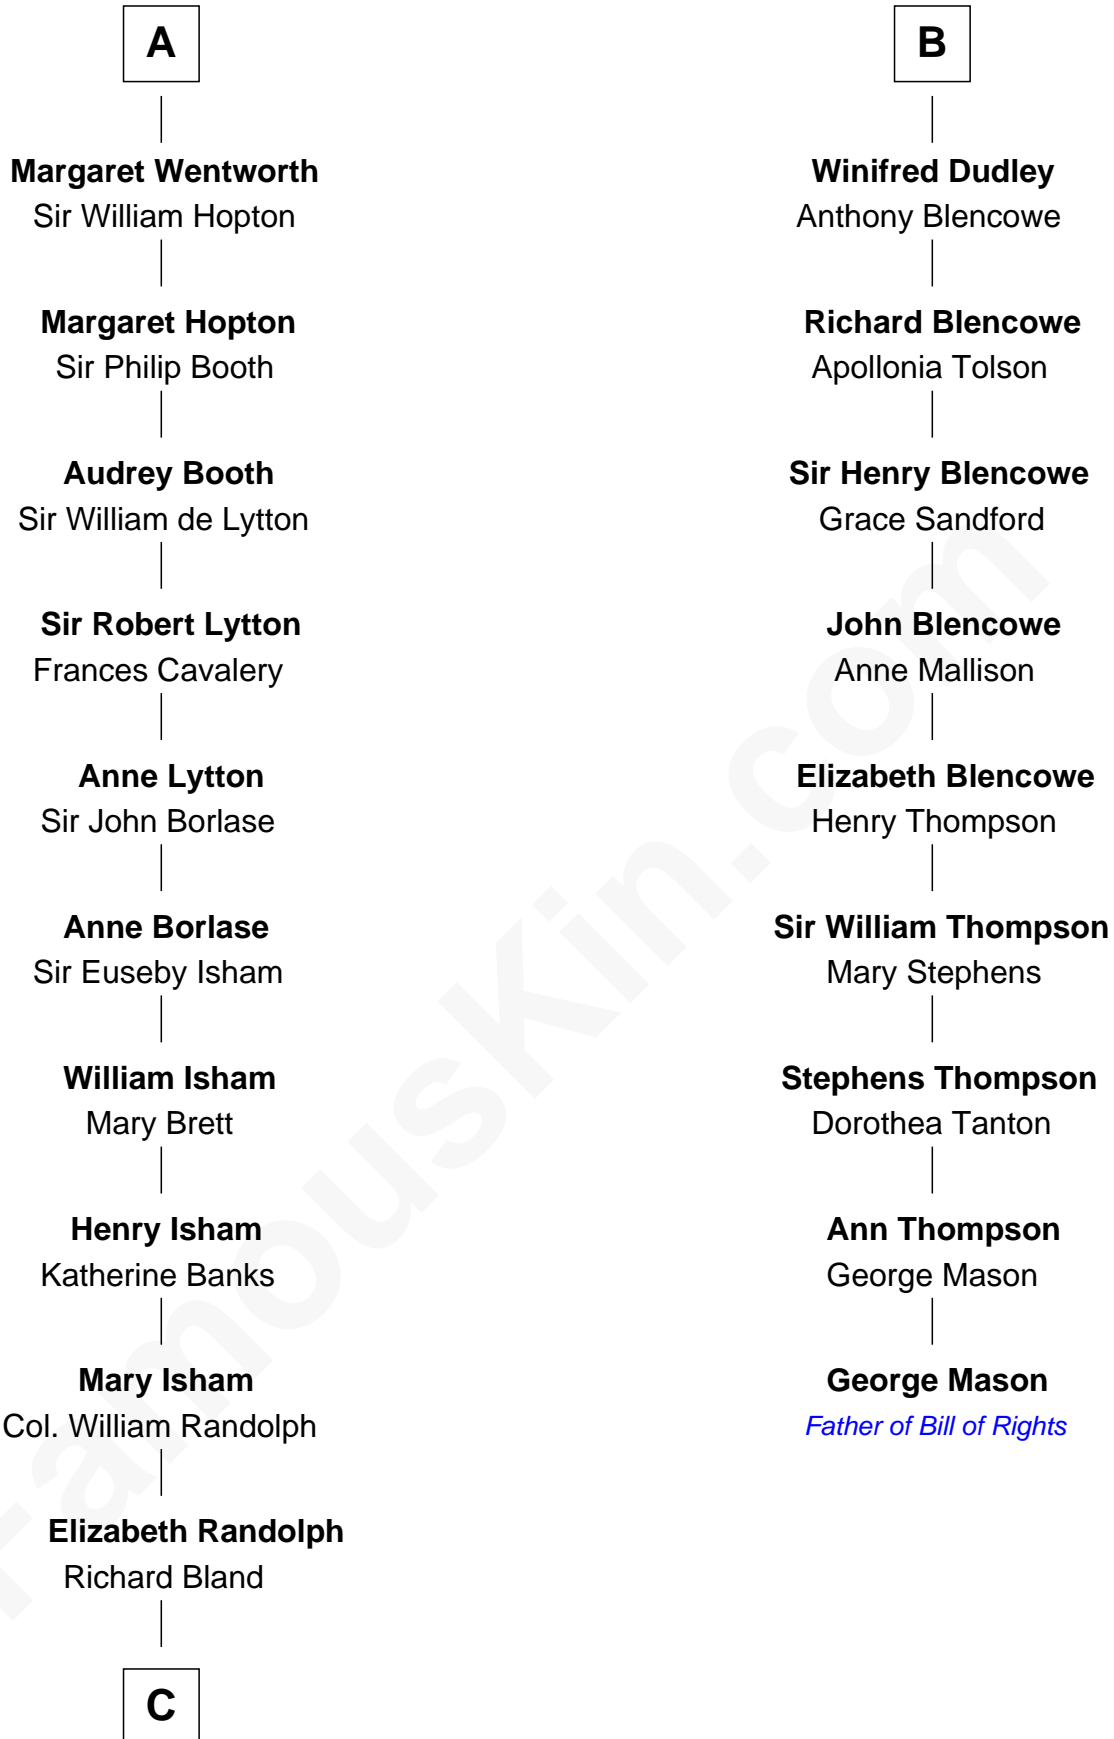 A
Margaret Wentworth
Sir William Hopton
Margaret Hopton
Sir Philip Booth
Audrey Booth
Sir William de Lytton
Sir Robert Lytton
Frances Cavalery
Anne Lytton
Sir John Borlase
Anne Borlase
Sir Euseby Isham
William Isham
Mary Brett
Henry Isham
Katherine Banks
Mary Isham
Col. William Randolph
Elizabeth Randolph
Richard Bland
C
B
Winifred Dudley
Anthony Blencowe
Richard Blencowe
Apollonia Tolson
Sir Henry Blencowe
Grace Sandford
John Blencowe
Anne Mallison
Elizabeth Blencowe
Henry Thompson
Sir William Thompson
Mary Stephens
Stephens Thompson
Dorothea Tanton
Ann Thompson
George Mason
George Mason
Father of Bill of Rights
FamousKin.com